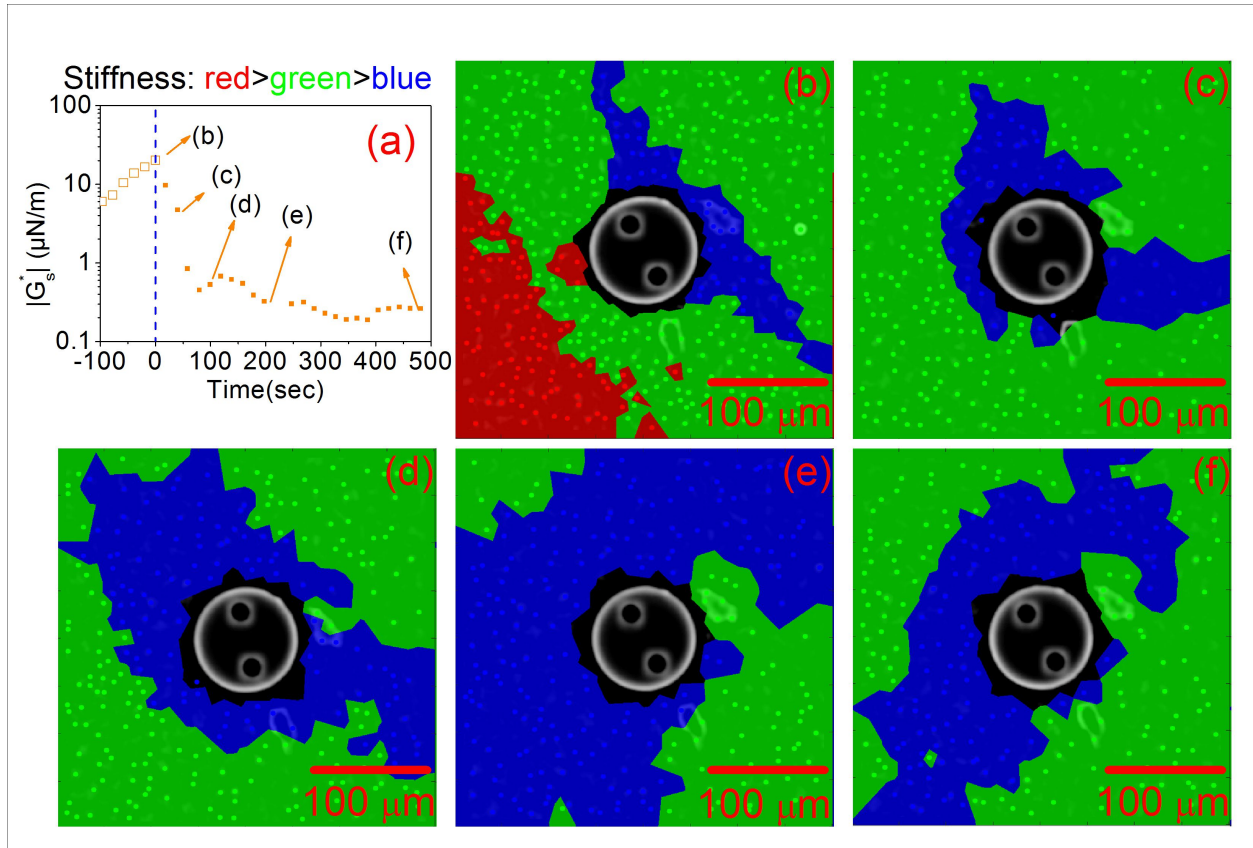 Stiffness: red>green>blue
100
10
1
0.1
|G*s| (μN/m)
-100 0 100 200 300 400 500
Time(sec)
(a)
(b)
(c)
(d)
(e)
(f)
(b)
100 μm
(c)
100 μm
(d)
100 μm
(e)
100 μm
(f)
100 μm